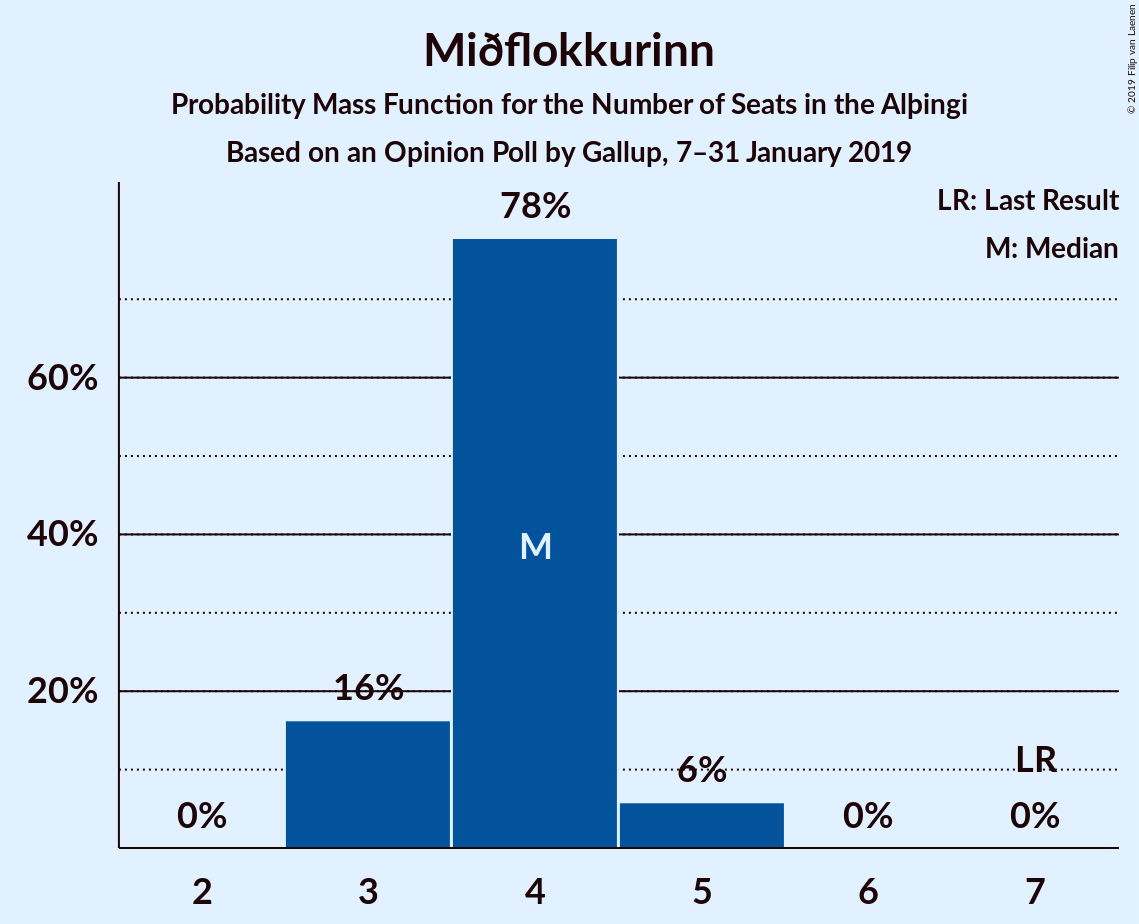 Miðflokkurinn
Probability Mass Function for the Number of Seats in the Alþingi
Based on an Opinion Poll by Gallup, 7–31 January 2019
© 2019 Filip van Laenen
LR: Last Result
M: Median
78%
60%
40%
20%
M
16%
6%
LR
0%
0%
0%
2
3
4
5
6
7